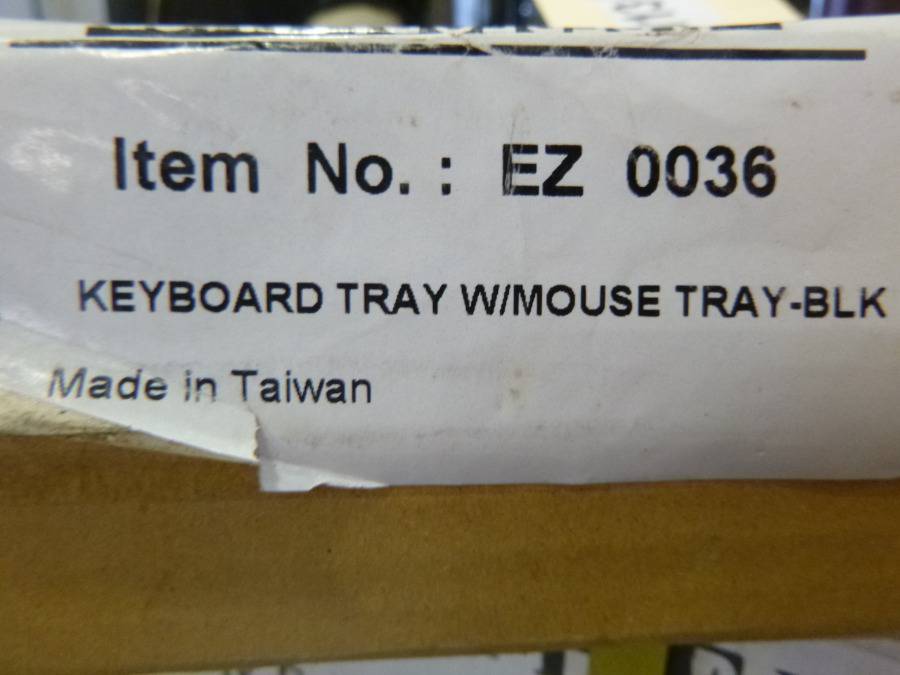 Item No. : EZ 0036
KEYBOARD TRAY W/MOUSE TRAY-BLK
Made in Taiwan